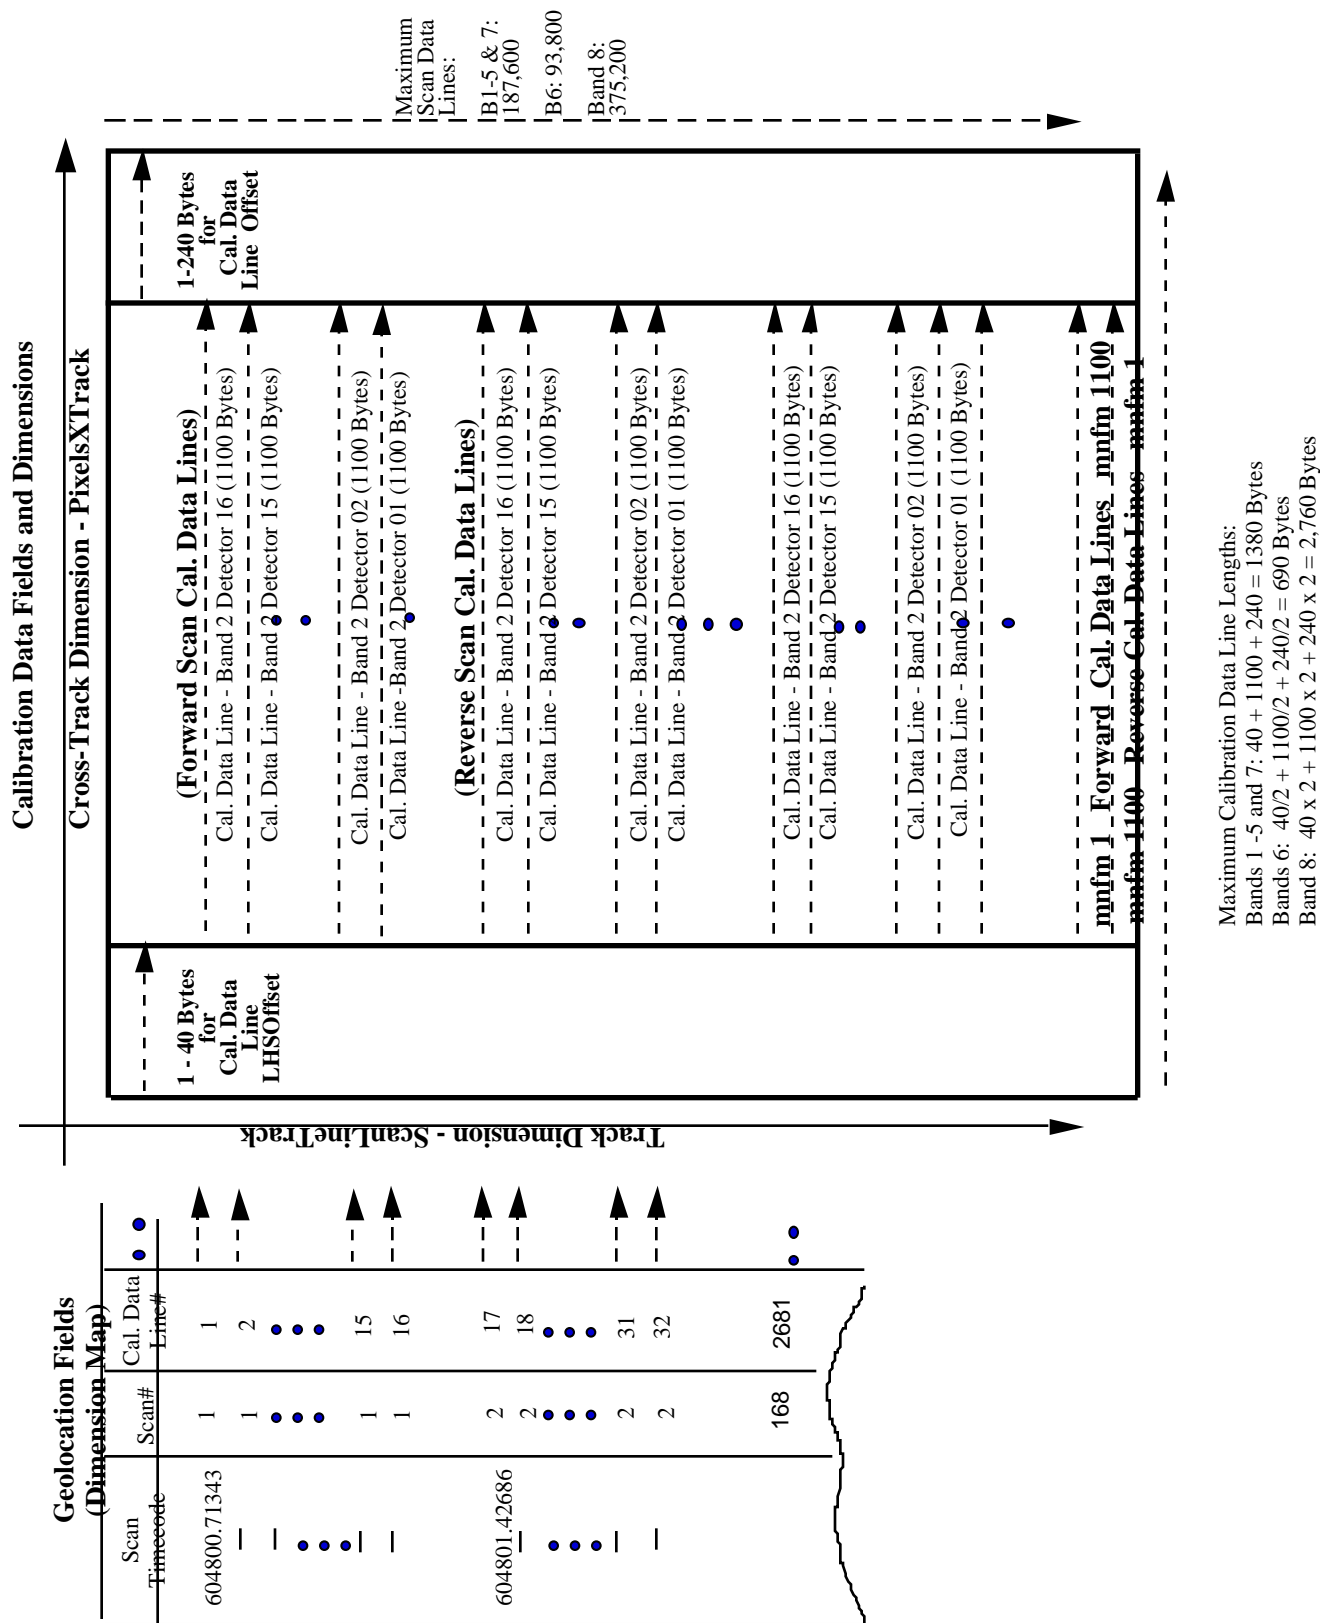 Calibration Data Fields and Dimensions
Cross-Track Dimension - PixelsXTrack
Geolocation Fields
(Dimension Map)
Scan
Timecode
Scan#
Cal. Data
Line#
604800.71343
1
1
1
2
1
15
1
16
604801.42686
2
17
2
18
2
31
2
32
168
2681
Track Dimension - ScanLineTrack
1 - 40 Bytes
for
Cal. Data
Line
LHSOffset
(Forward Scan Cal. Data Lines)
Cal. Data Line - Band 2 Detector 16 (1100 Bytes)
Cal. Data Line - Band 2 Detector 15 (1100 Bytes)
Cal. Data Line - Band 2 Detector 02 (1100 Bytes)
Cal. Data Line -Band 2 Detector 01 (1100 Bytes)
(Reverse Scan Cal. Data Lines)
Cal. Data Line - Band 2 Detector 16 (1100 Bytes)
Cal. Data Line - Band 2 Detector 15 (1100 Bytes)
Cal. Data Line - Band 2 Detector 02 (1100 Bytes)
Cal. Data Line - Band 2 Detector 01 (1100 Bytes)
Cal. Data Line - Band 2 Detector 16 (1100 Bytes)
Cal. Data Line - Band 2 Detector 15 (1100 Bytes)
Cal. Data Line - Band 2 Detector 02 (1100 Bytes)
Cal. Data Line - Band 2 Detector 01 (1100 Bytes)
mnfm 1 Forward Cal. Data Lines mnfm 1100
mnfm 1100 Reverse Cal. Data Lines mnfm 1
1-240 Bytes
for
Cal. Data
Line Offset
Maximum
Scan Data
Lines:
B1-5 & 7:
187,600
B6: 93,800
Band 8:
375,200
Maximum Calibration Data Line Lengths:
Bands 1 -5 and 7: 40 + 1100 + 240 = 1380 Bytes
Bands 6: 40/2 + 1100/2 + 240/2 = 690 Bytes
Band 8: 40 x 2 + 1100 x 2 + 240 x 2 = 2,760 Bytes